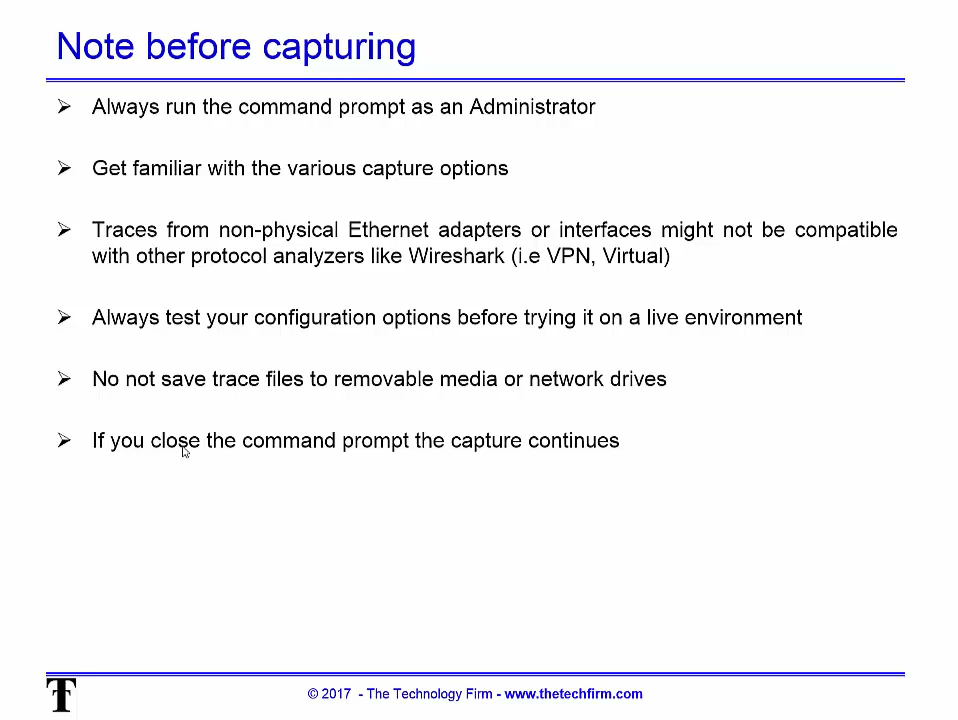 Note before capturing
Always run the command prompt as an Administrator
Get familiar with the various capture options
Traces from non-physical Ethernet adapters or interfaces might not be compatible
with other protocol analyzers like Wireshark (i.e VPN, Virtual)
Always test your configuration options before trying it on a live environment
No not save trace files to removable media or network drives
If you close the command prompt the capture continues
T
© 2017 - The Technology Firm - www.thetechfirm.com